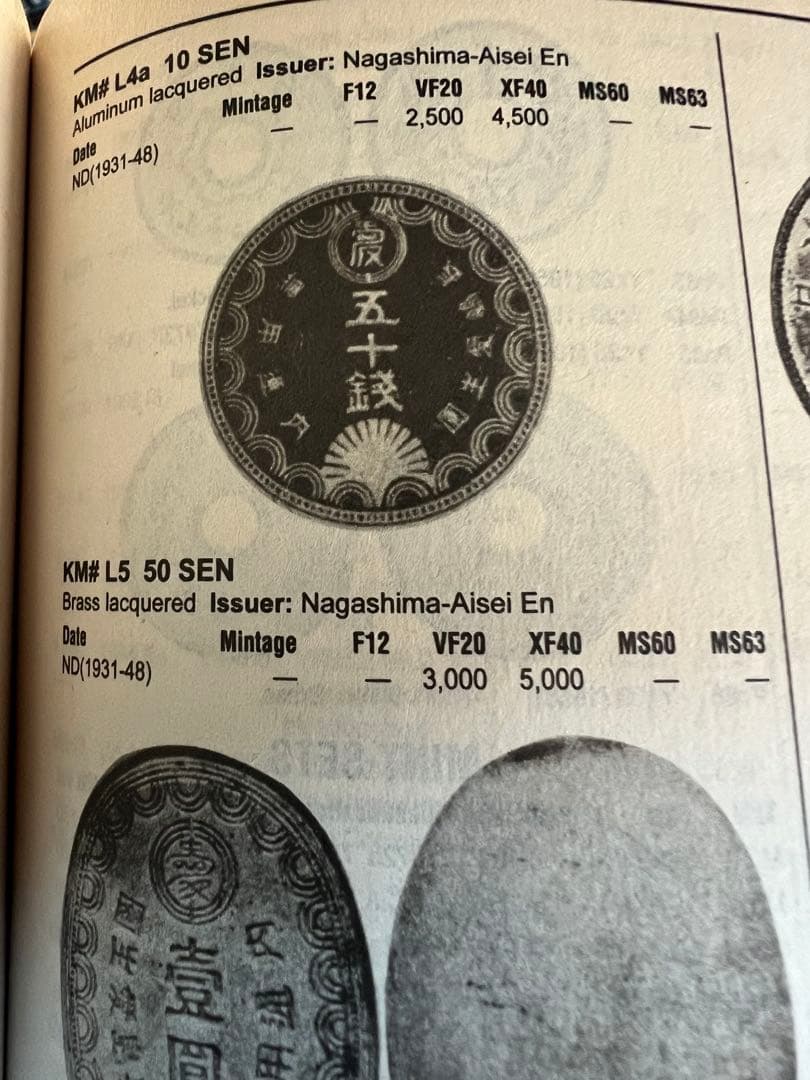 KM# L4a 10 SEN
Aluminum lacquered Issuer: Nagashima-Aisei En
Date Mintage F12 VF20 XF40 MS60 MS63
ND(1931-48) — — 2,500 4,500 — —
五
十
錢
KM# L5 50 SEN
Brass lacquered Issuer: Nagashima-Aisei En
Date Mintage F12 VF20 XF40 MS60 MS63
ND(1931-48) — — 3,000 5,000 — —